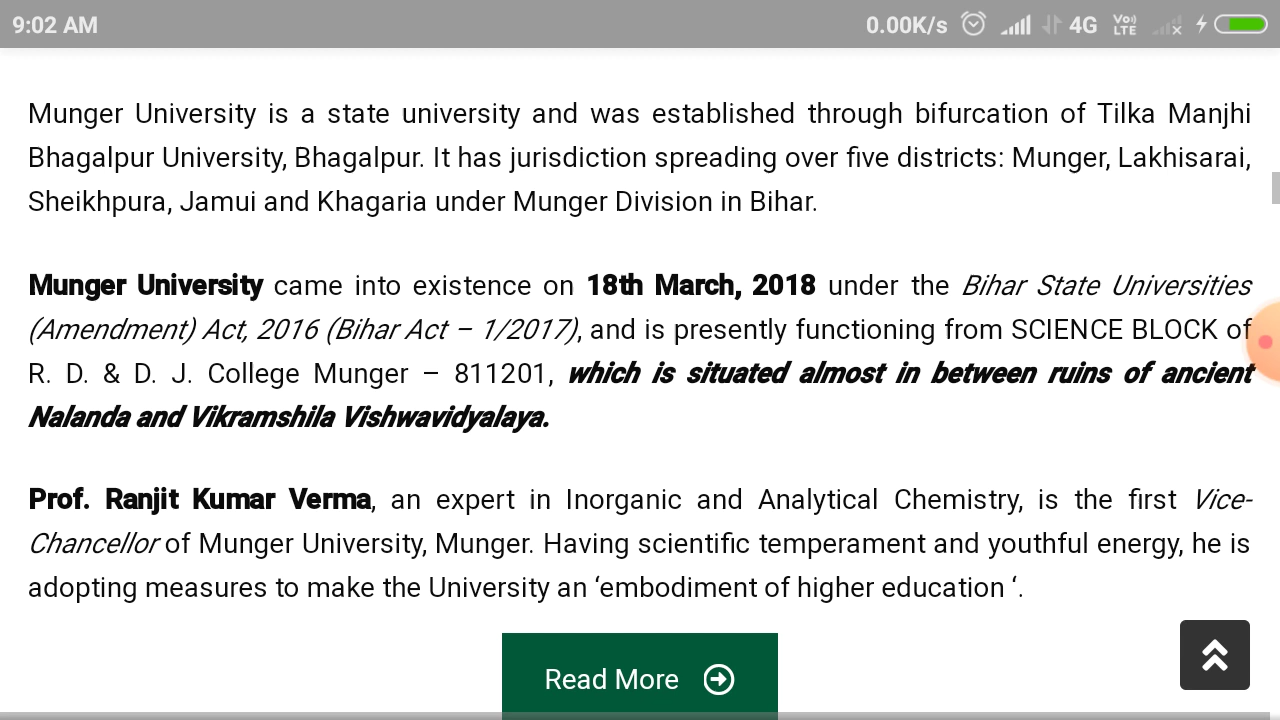 9:02 AM 0.00K/s 4G Vo) LTE
Munger University is a state university and was established through bifurcation of Tilka Manjhi
Bhagalpur University, Bhagalpur. It has jurisdiction spreading over five districts: Munger, Lakhisarai,
Sheikhpura, Jamui and Khagaria under Munger Division in Bihar.
Munger University came into existence on 18th March, 2018 under the Bihar State Universities
(Amendment) Act, 2016 (Bihar Act – 1/2017), and is presently functioning from SCIENCE BLOCK of
R. D. & D. J. College Munger – 811201, which is situated almost in between ruins of ancient
Nalanda and Vikramshila Vishwavidyalaya.
Prof. Ranjit Kumar Verma, an expert in Inorganic and Analytical Chemistry, is the first Vice-
Chancellor of Munger University, Munger. Having scientific temperament and youthful energy, he is
adopting measures to make the University an ‘embodiment of higher education ‘.
Read More